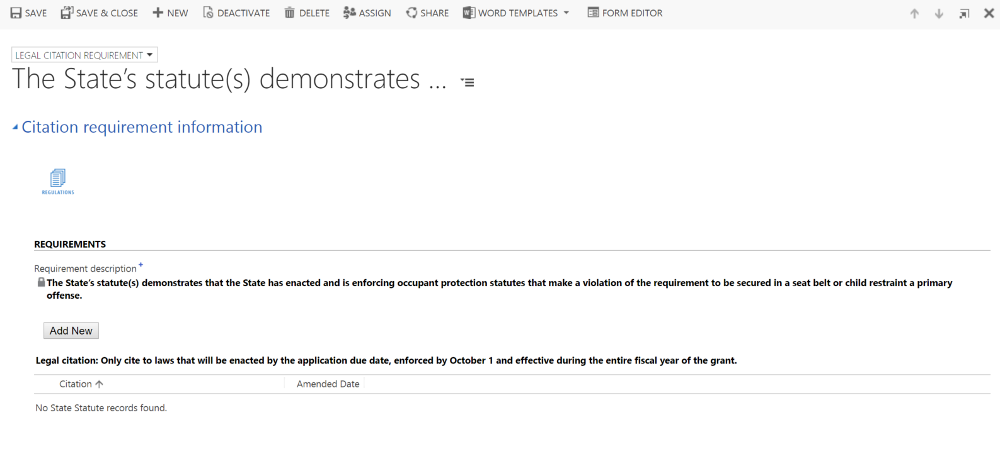 SAVE SAVE & CLOSE NEW DEACTIVATE DELETE ASSIGN SHARE WORD TEMPLATES FORM EDITOR
LEGAL CITATION REQUIREMENT
The State’s statute(s) demonstrates ...
Citation requirement information
REGULATIONS
REQUIREMENTS
Requirement description+
The State’s statute(s) demonstrates that the State has enacted and is enforcing occupant protection statutes that make a violation of the requirement to be secured in a seat belt or child restraint a primary
offense.
Add New
Legal citation: Only cite to laws that will be enacted by the application due date, enforced by October 1 and effective during the entire fiscal year of the grant.
Citation ↑ Amended Date
No State Statute records found.